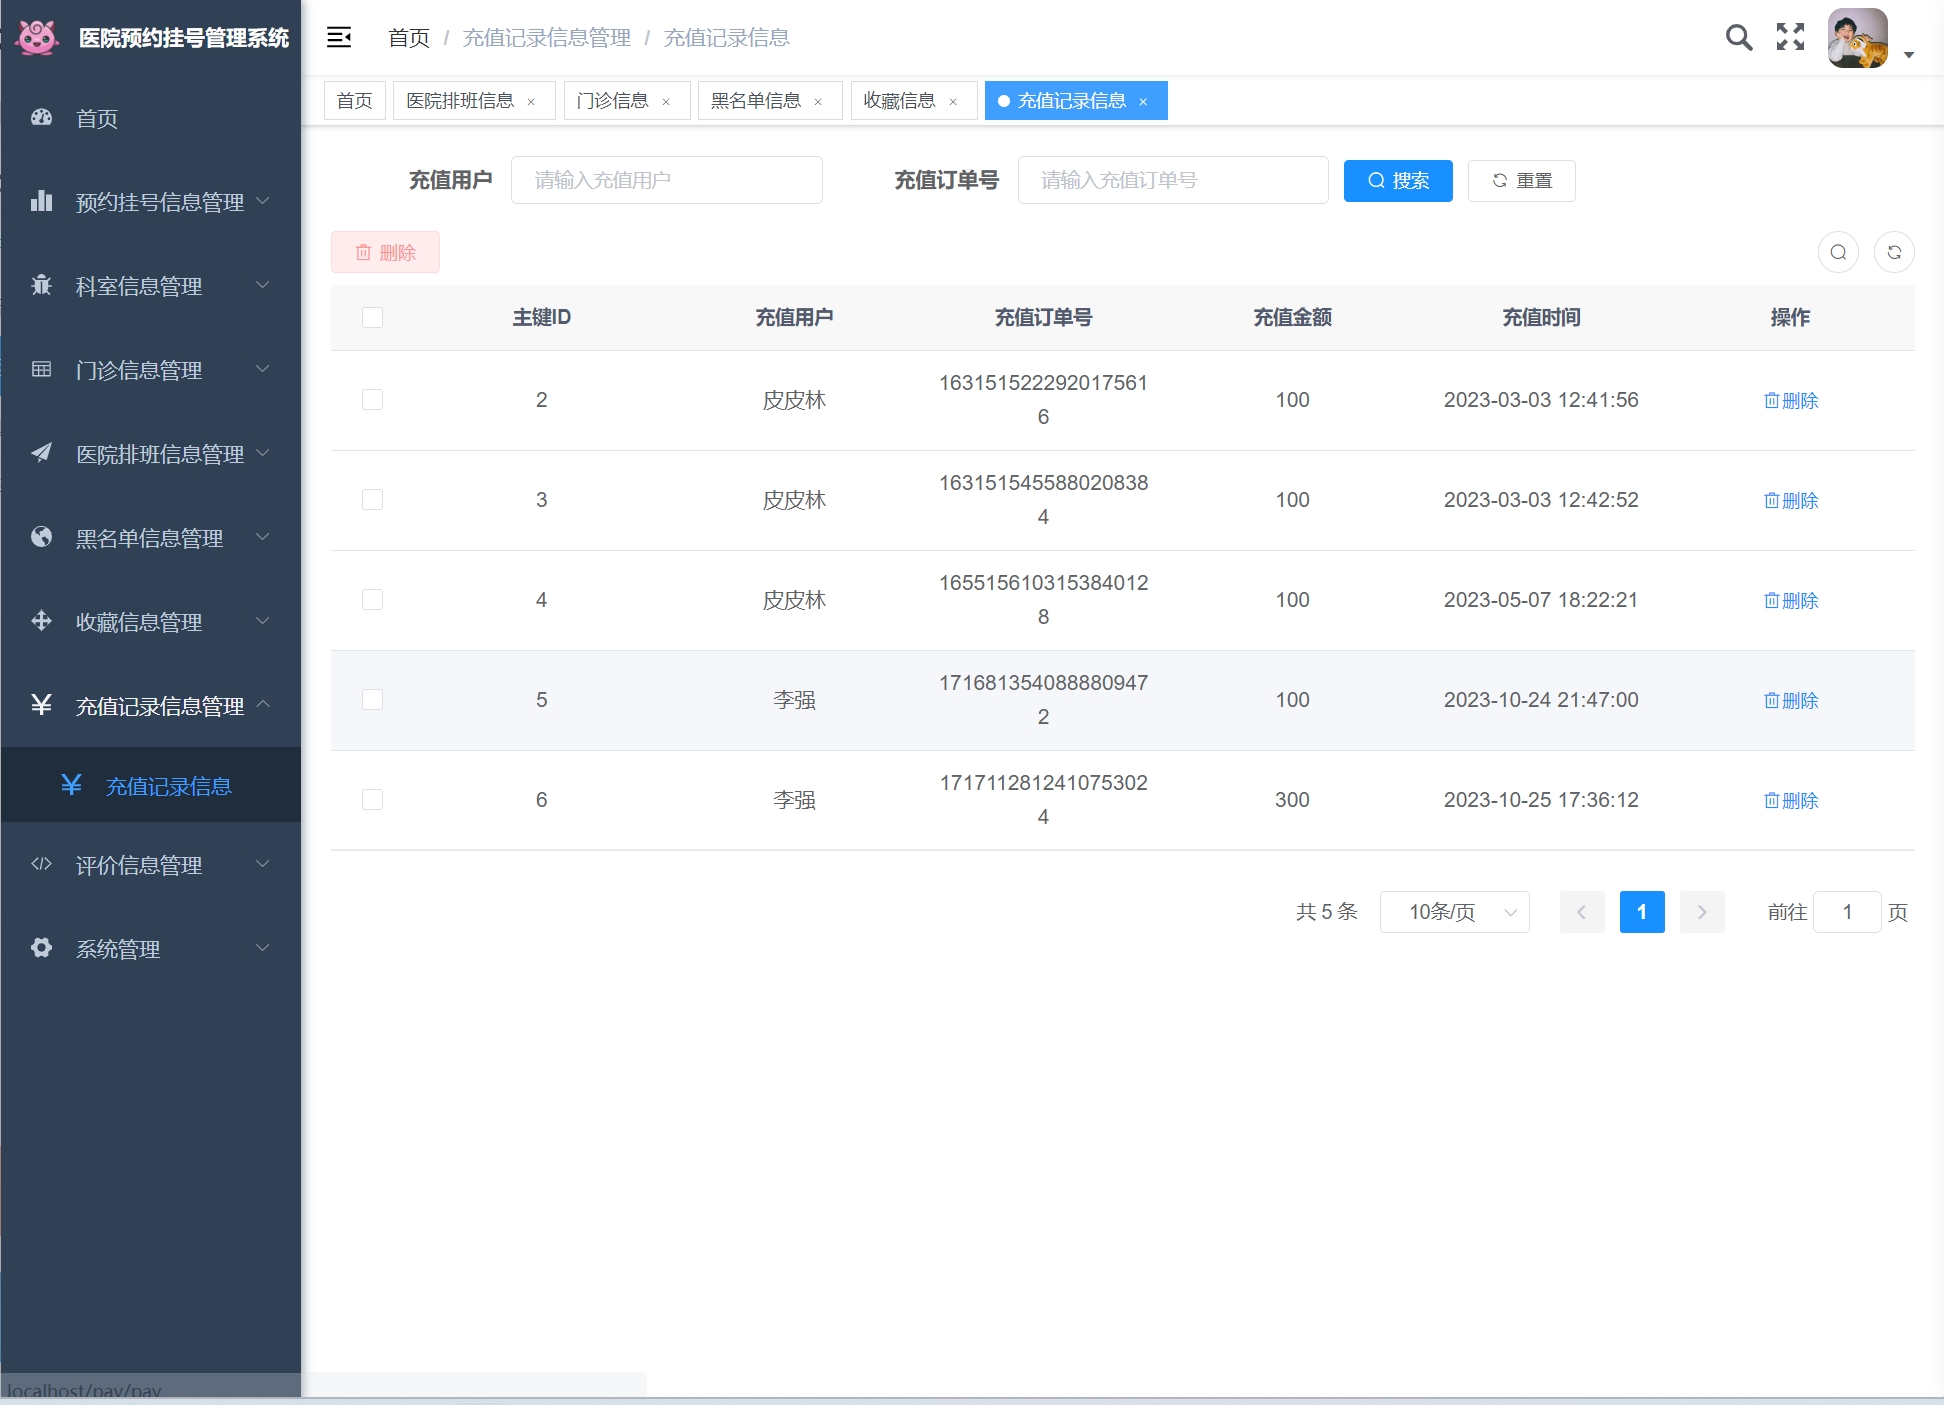 医院预约挂号管理系统
首页 / 充值记录信息管理 / 充值记录信息
首页
医院排班信息 ×
门诊信息 ×
黑名单信息 ×
收藏信息 ×
充值记录信息 ×
首页
预约挂号信息管理
科室信息管理
门诊信息管理
医院排班信息管理
黑名单信息管理
收藏信息管理
充值记录信息管理
充值记录信息
评价信息管理
系统管理
充值用户 请输入充值用户
充值订单号 请输入充值订单号
搜索
重置
删除
主键ID 充值用户 充值订单号 充值金额 充值时间 操作
2 皮皮林 163151522292017561
6 100 2023-03-03 12:41:56 删除
3 皮皮林 163151545588020838
4 100 2023-03-03 12:42:52 删除
4 皮皮林 165515610315384012
8 100 2023-05-07 18:22:21 删除
5 李强 171681354088880947
2 100 2023-10-24 21:47:00 删除
6 李强 171711281241075302
4 300 2023-10-25 17:36:12 删除
共 5 条 10条/页 1 前往 1 页
localhost/pay/pay